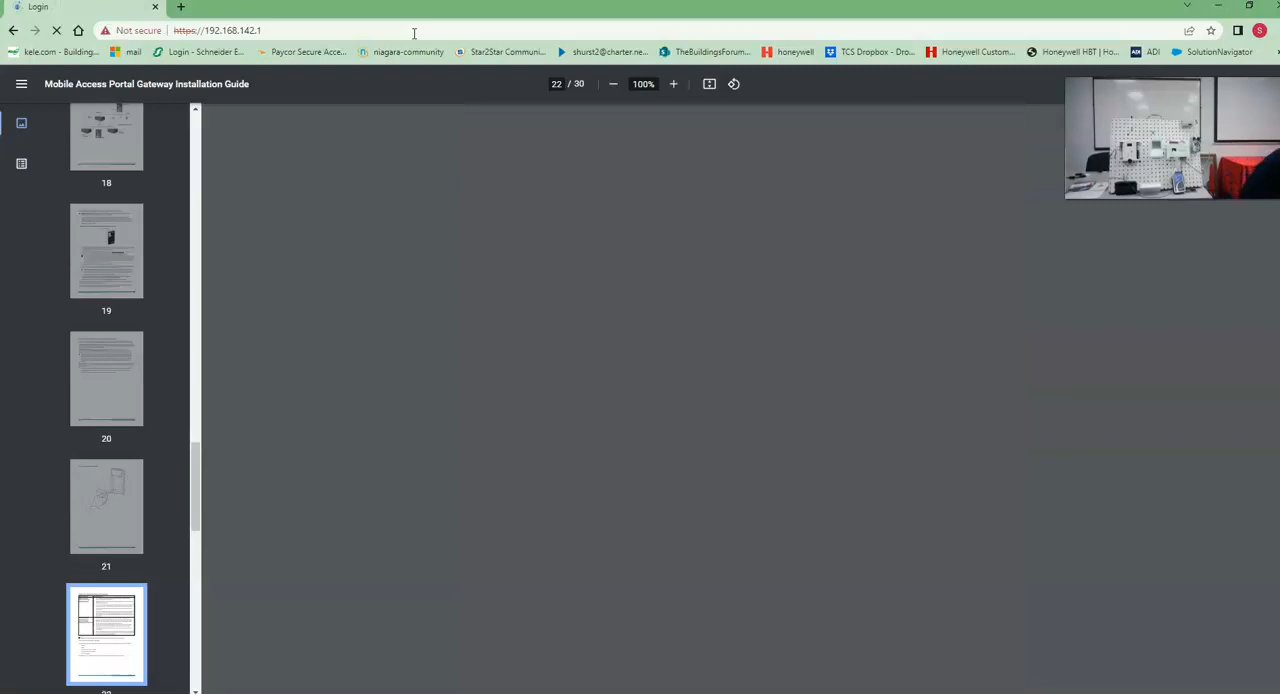 Login
Not secure
https://192.168.142.1
S
kele.com - Building...
mail
Login - Schneider E...
Paycor Secure Acce...
niagara-community
Star2Star Communi...
shurst2@charter.ne...
TheBuildingsForum...
honeywell
TCS Dropbox - Dro...
Honeywell Custom...
Honeywell HBT | Ho...
ADI
SolutionNavigator
Mobile Access Portal Gateway Installation Guide
22 / 30
100%
18
19
20
21